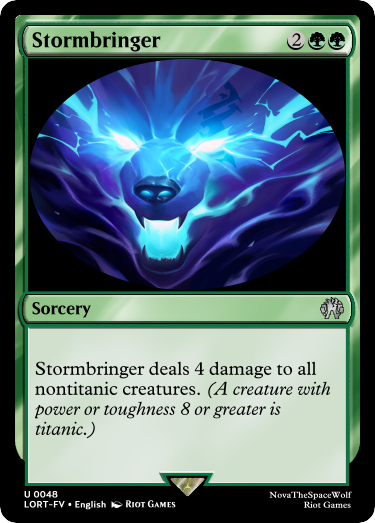 Stormbringer 2
Sorcery
Stormbringer deals 4 damage to all
nontitanic creatures. (A creature with
power or toughness 8 or greater is
titanic.)
U 0048
LORT-FV • English Riot Games
NovaTheSpaceWolf
Riot Games